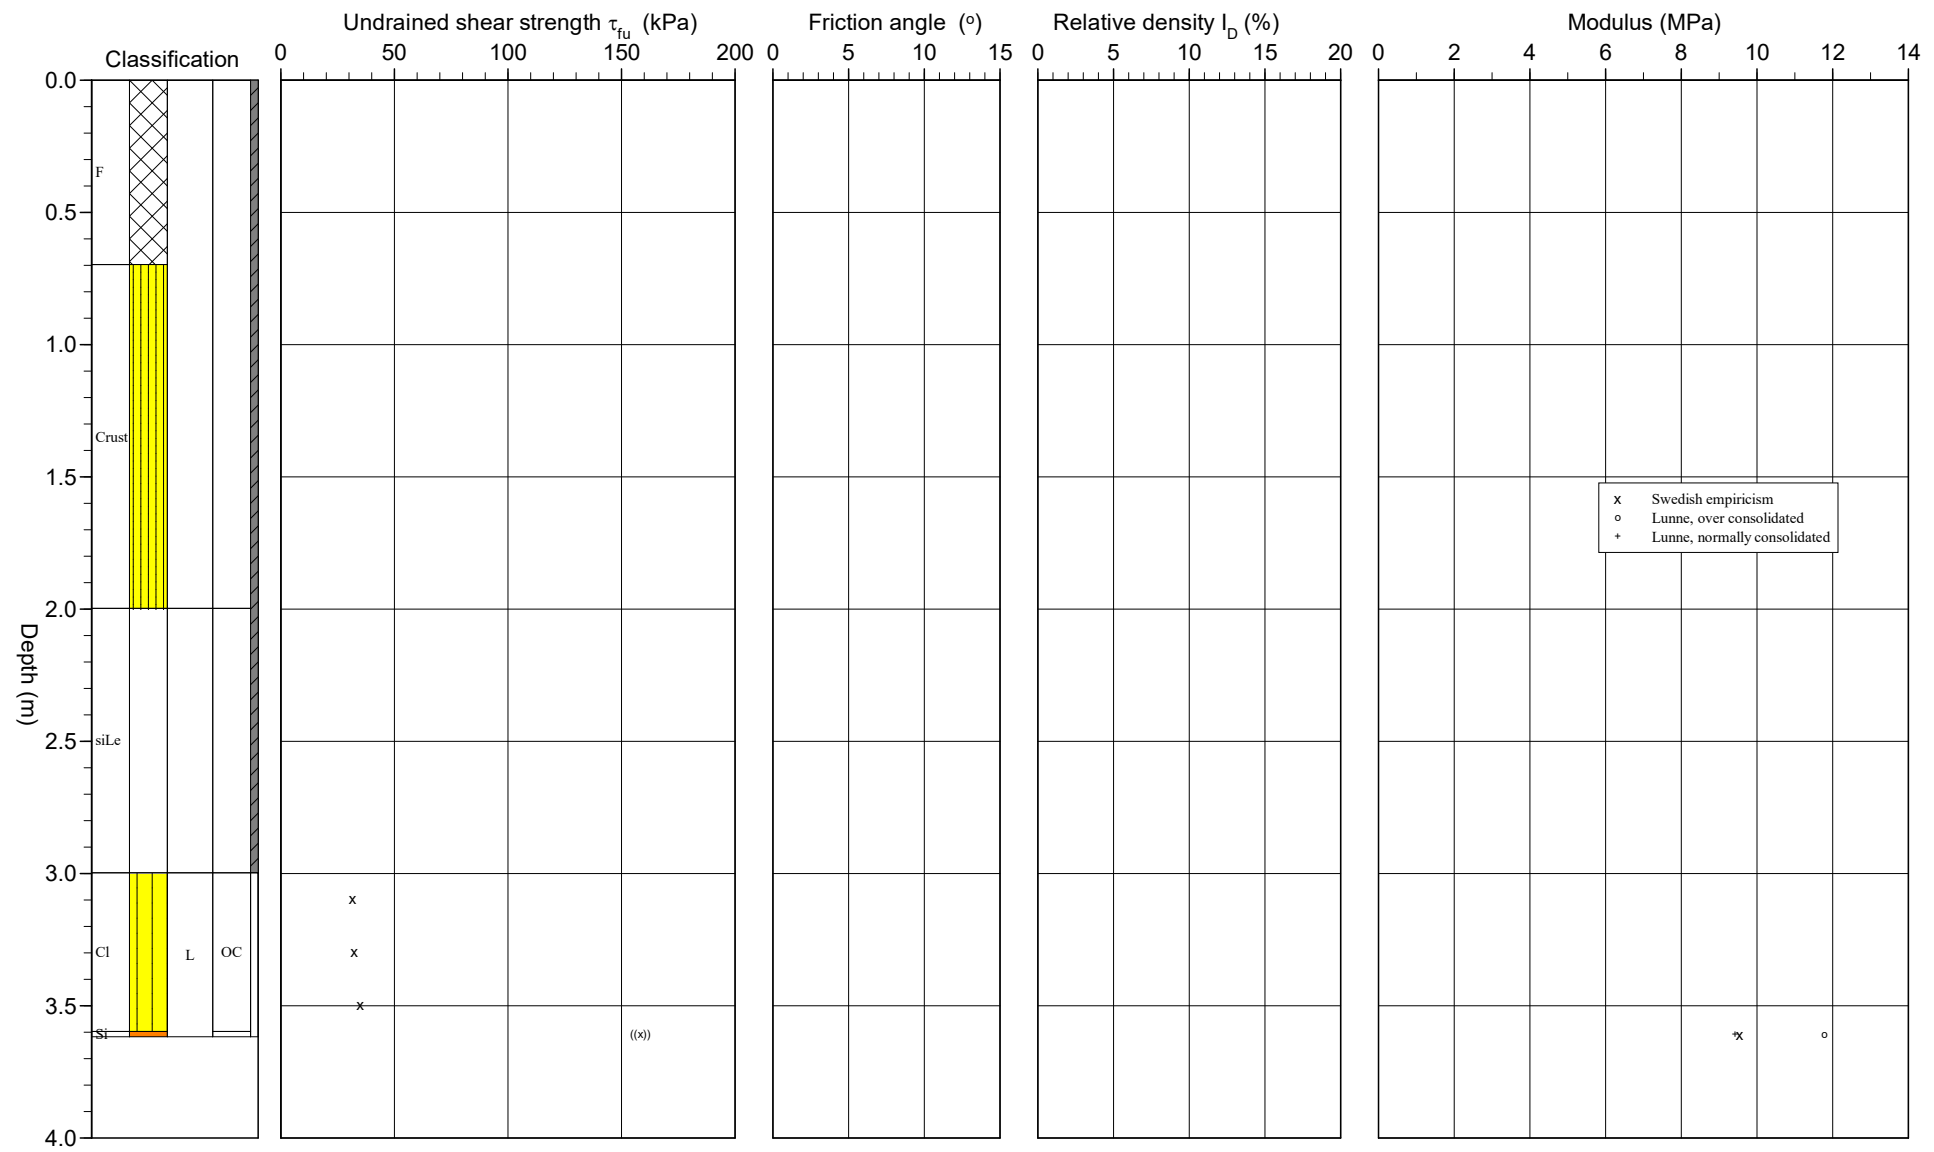 Undrained shear strength τfu (kPa)
Friction angle (o)
Relative density ID (%)
Modulus (MPa)
Classification
0 50 100 150 200
0 5 10 15
0 5 10 15 20
0 2 4 6 8 10 12 14
0.0
F
0.5
1.0
Crust
1.5
x Swedish empiricism
o Lunne, over consolidated
+ Lunne, normally consolidated
2.0
Depth (m)
siLe
2.5
3.0
x
Cl L OC x
3.5 x
Si ((x)) +x o
4.0